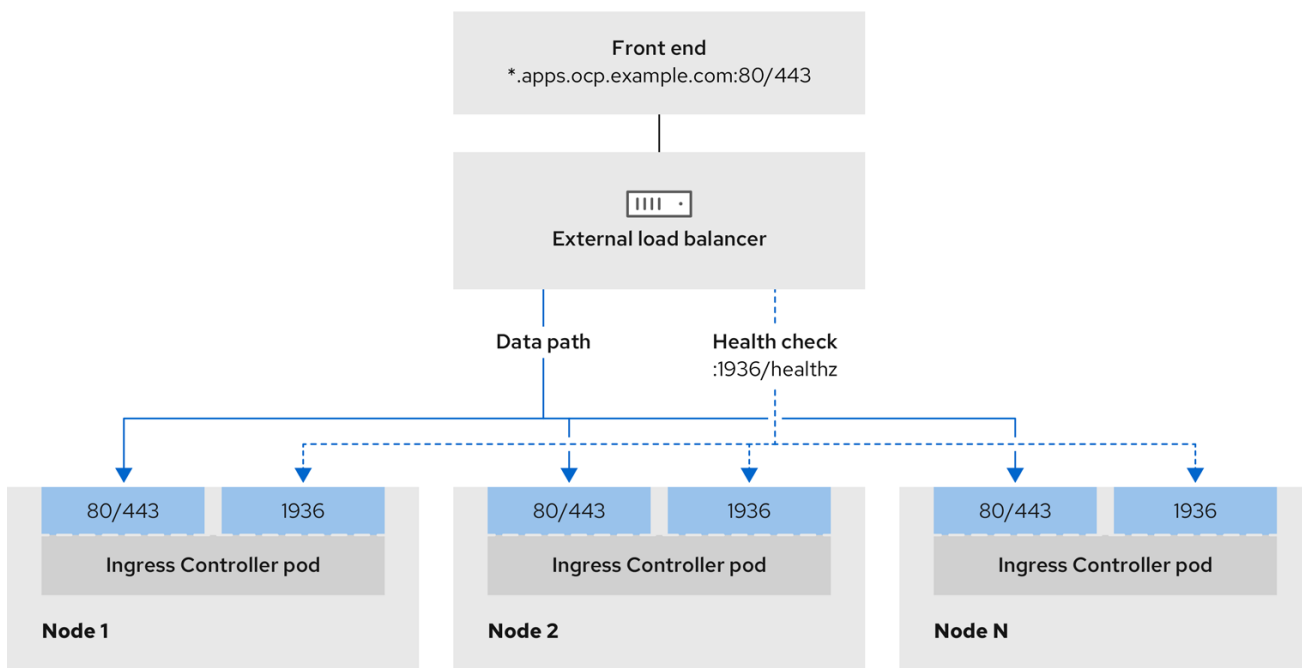 Front end
*.apps.ocp.example.com:80/443
External load balancer
Data path
Health check
:1936/healthz
80/443
1936
80/443
1936
80/443
1936
Ingress Controller pod
Ingress Controller pod
Ingress Controller pod
Node 1
Node 2
Node N